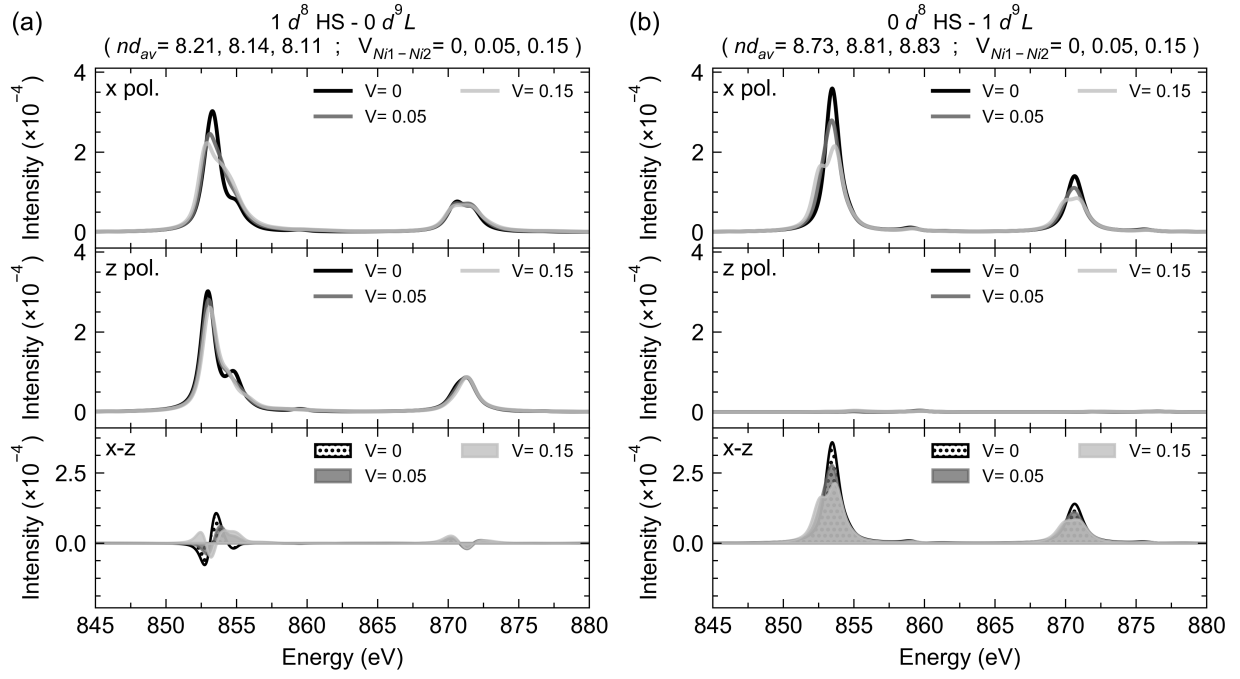 (a)
1 d⁸ HS - 0 d⁹L
( nd_av = 8.21, 8.14, 8.11 ; V_Ni1−Ni2 = 0, 0.05, 0.15 )
x pol.
V= 0
V= 0.05
V= 0.15
Intensity (×10⁻⁴)
4
2
0
z pol.
V= 0
V= 0.05
V= 0.15
Intensity (×10⁻⁴)
4
2
0
x-z
V= 0
V= 0.05
V= 0.15
Intensity (×10⁻⁴)
2.5
0.0
845 850 855 860 865 870 875 880
Energy (eV)
(b)
0 d⁸ HS - 1 d⁹L
( nd_av = 8.73, 8.81, 8.83 ; V_Ni1−Ni2 = 0, 0.05, 0.15 )
x pol.
V= 0
V= 0.05
V= 0.15
Intensity (×10⁻⁴)
4
2
0
z pol.
V= 0
V= 0.05
V= 0.15
Intensity (×10⁻⁴)
4
2
0
x-z
V= 0
V= 0.05
V= 0.15
Intensity (×10⁻⁴)
2.5
0.0
845 850 855 860 865 870 875 880
Energy (eV)